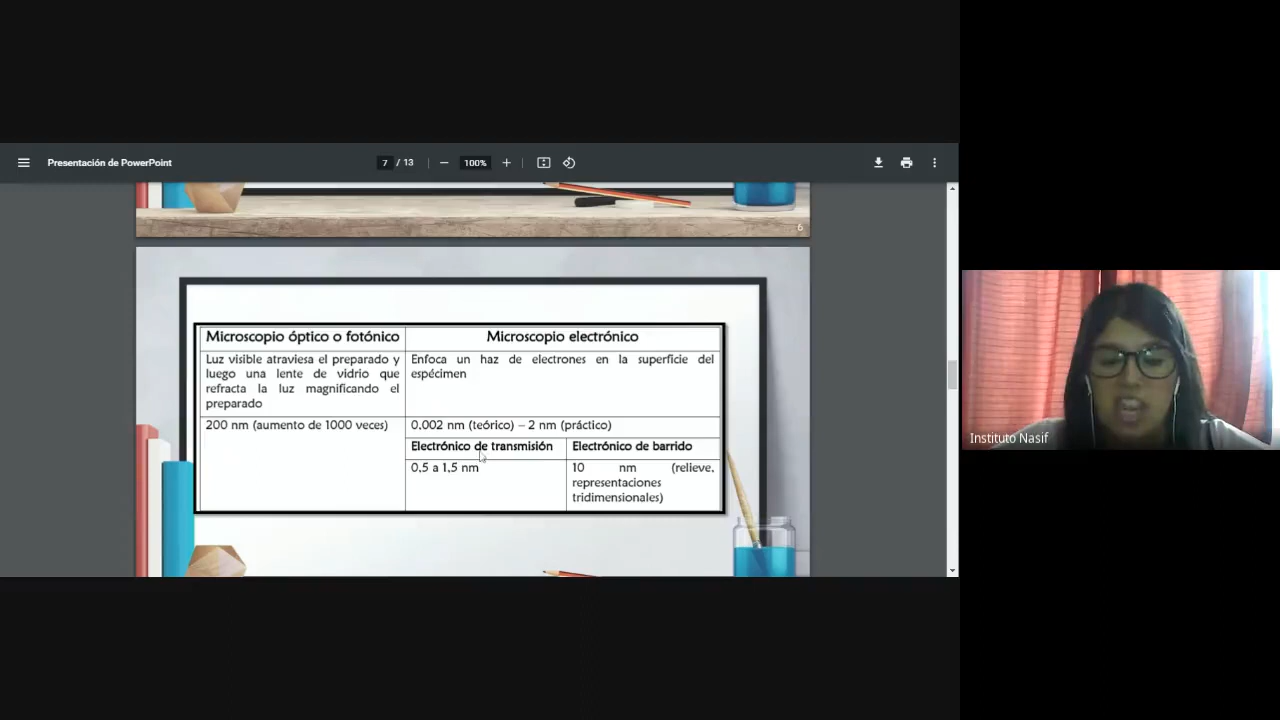 Presentación de PowerPoint
7 / 13
100%
6
Microscopio óptico o fotónico
Microscopio electrónico
Luz visible atraviesa el preparado y
luego una lente de vidrio que
refracta la luz magnificando el
preparado
Enfoca un haz de electrones en la superficie del
espécimen
200 nm (aumento de 1000 veces)
0,002 nm (teórico) – 2 nm (práctico)
Electrónico de transmisión
Electrónico de barrido
0,5 a 1,5 nm
10 nm (relieve,
representaciones
tridimensionales)
Instituto Nasif